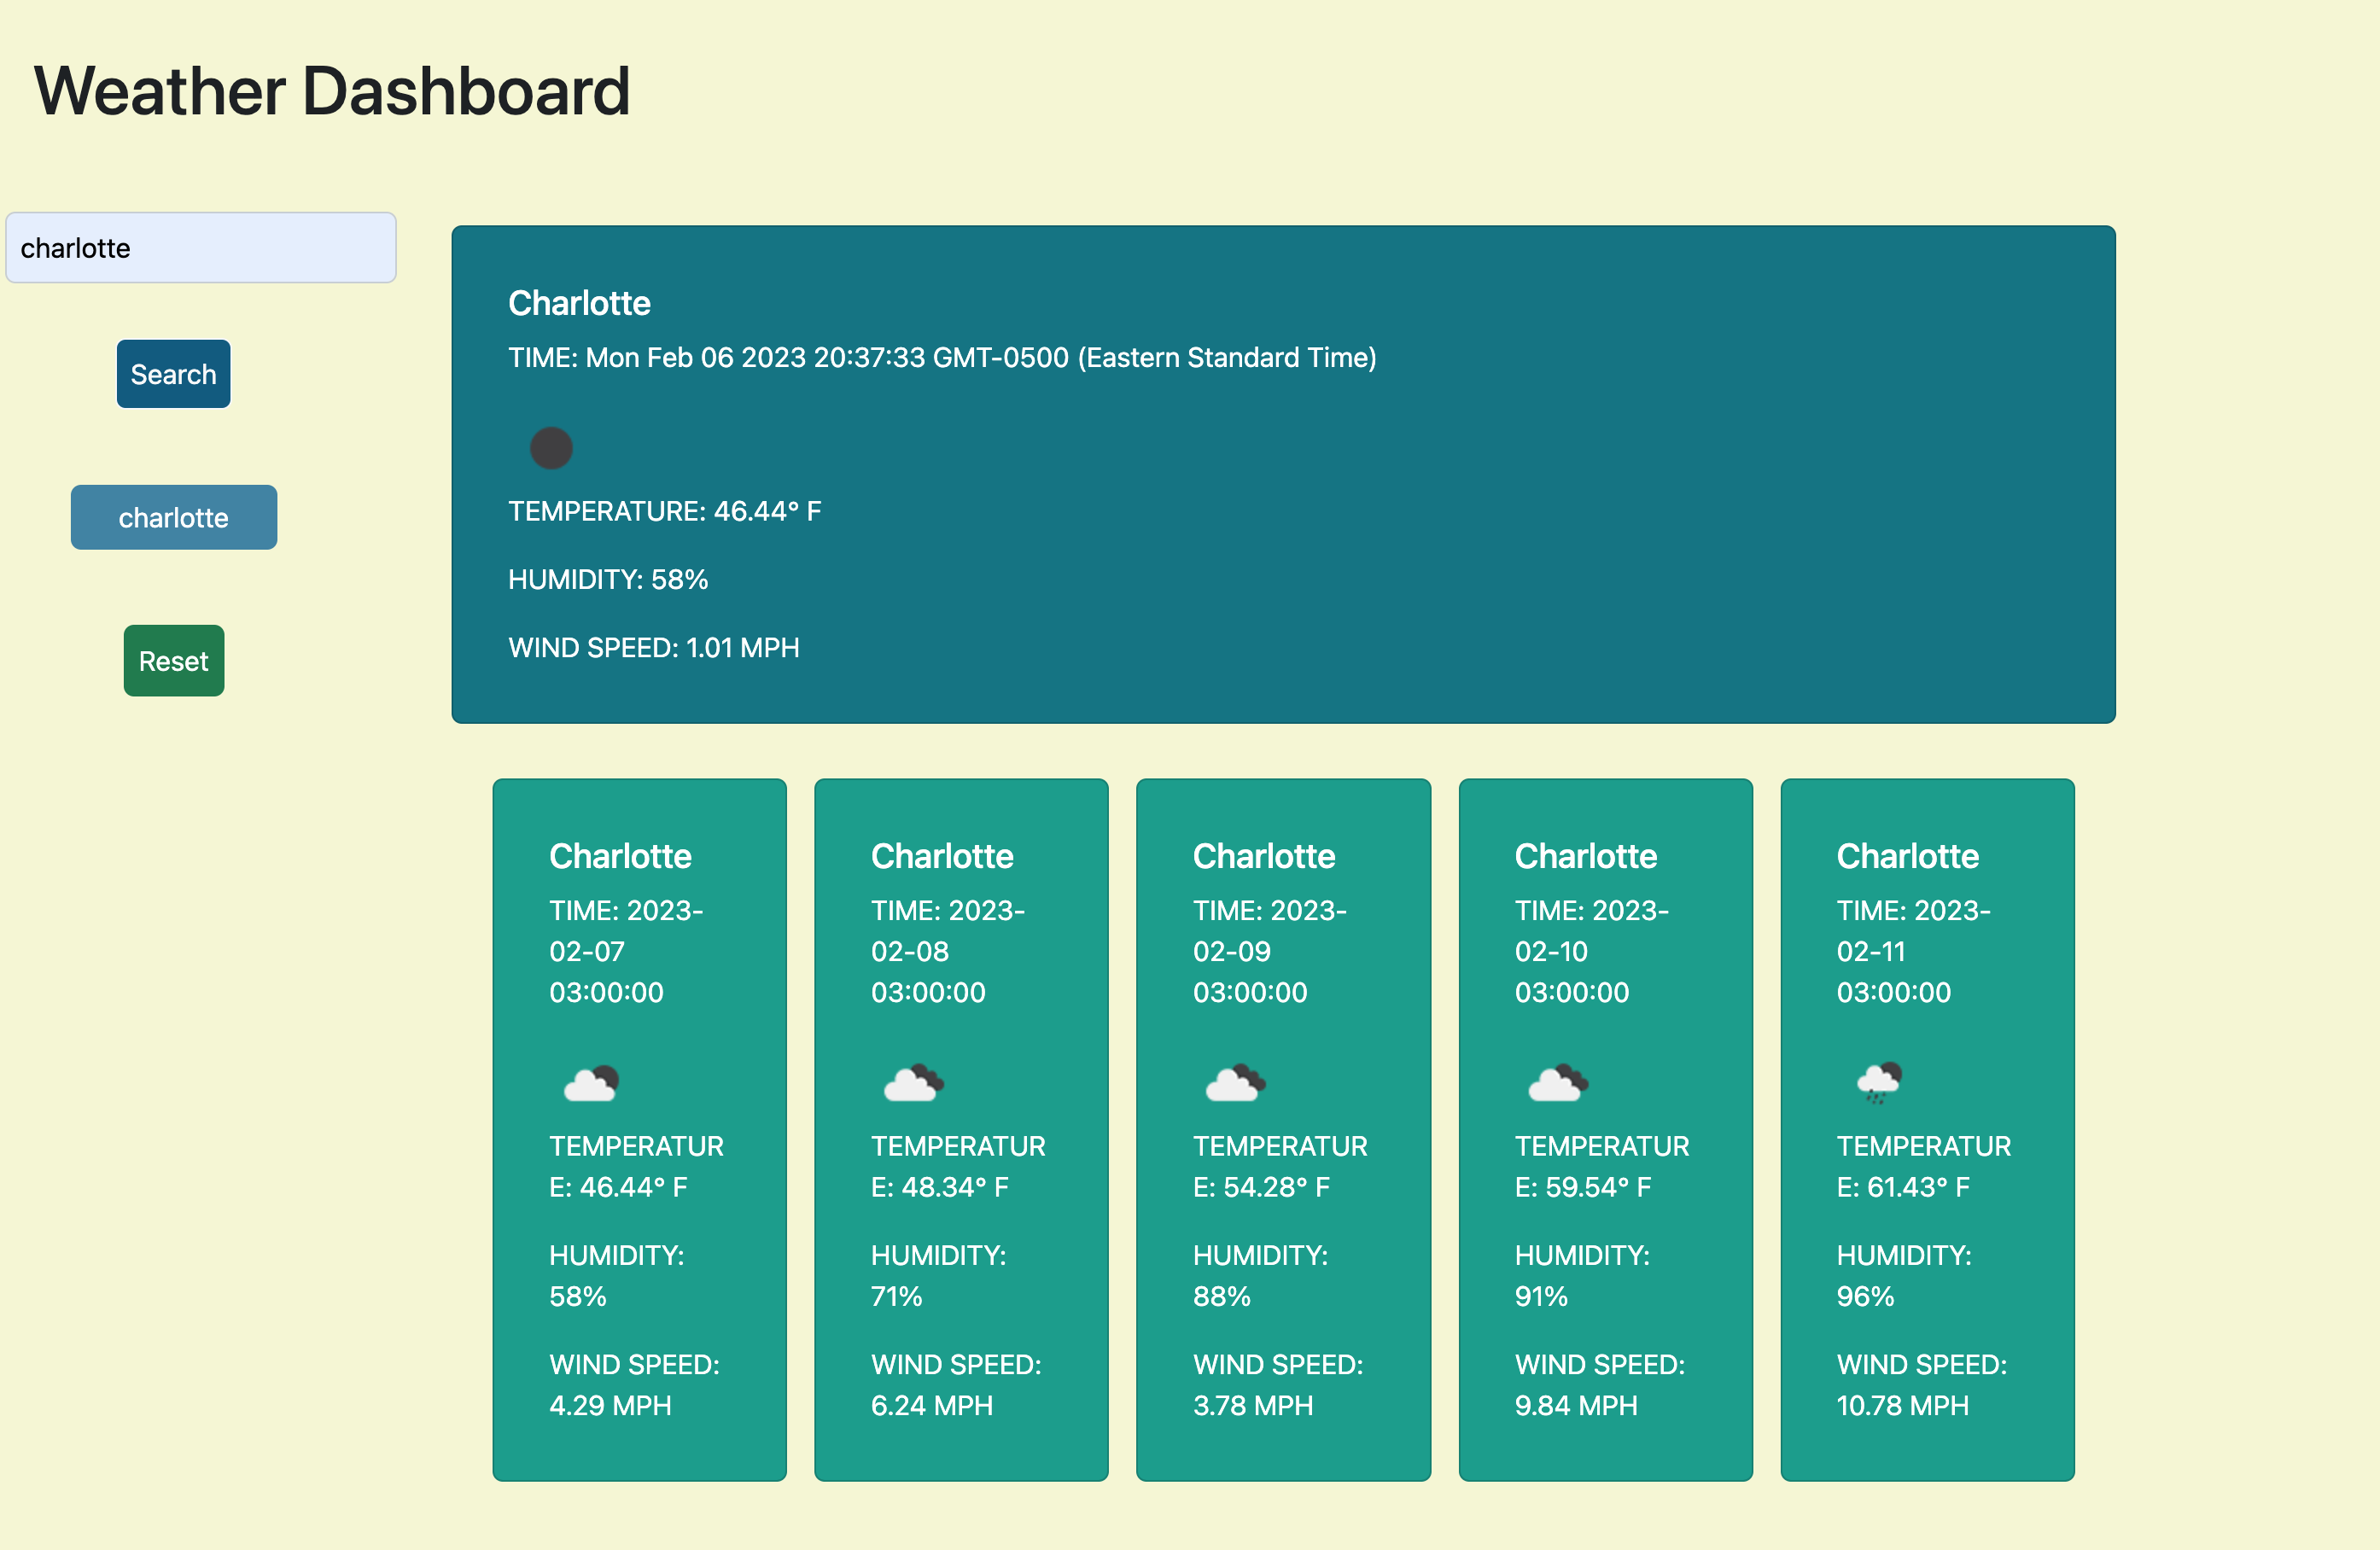 Weather Dashboard
charlotte
Search
charlotte
Reset
Charlotte
TIME: Mon Feb 06 2023 20:37:33 GMT-0500 (Eastern Standard Time)
TEMPERATURE: 46.44° F
HUMIDITY: 58%
WIND SPEED: 1.01 MPH
Charlotte
TIME: 2023-
02-07
03:00:00
TEMPERATUR
E: 46.44° F
HUMIDITY:
58%
WIND SPEED:
4.29 MPH
Charlotte
TIME: 2023-
02-08
03:00:00
TEMPERATUR
E: 48.34° F
HUMIDITY:
71%
WIND SPEED:
6.24 MPH
Charlotte
TIME: 2023-
02-09
03:00:00
TEMPERATUR
E: 54.28° F
HUMIDITY:
88%
WIND SPEED:
3.78 MPH
Charlotte
TIME: 2023-
02-10
03:00:00
TEMPERATUR
E: 59.54° F
HUMIDITY:
91%
WIND SPEED:
9.84 MPH
Charlotte
TIME: 2023-
02-11
03:00:00
TEMPERATUR
E: 61.43° F
HUMIDITY:
96%
WIND SPEED:
10.78 MPH